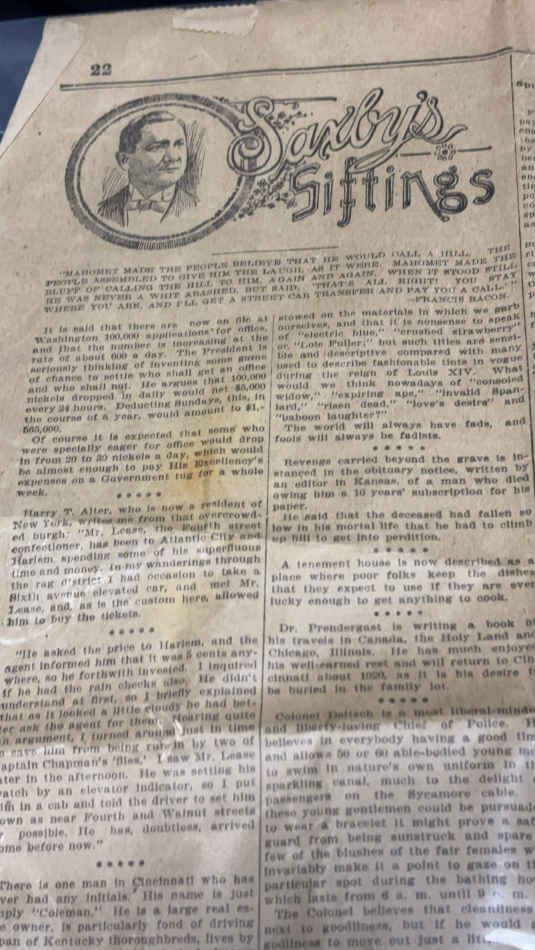 22
Saxby's
Siftings
"MAHOMET MADE THE PEOPLE BELIEVE THAT HE WOULD CALL A HILL. THE
PEOPLE ASSEMBLED TO GIVE HIM THE LAUGH, AS IT WERE. MAHOMET MADE THE
BLUFF OF CALLING THE HILL TO HIM, AGAIN AND AGAIN. WHEN IT STOOD STILL,
HE WAS NEVER A WHIT ABASHED, BUT SAID, 'THAT'S ALL RIGHT; YOU STAY
WHERE YOU ARE, AND I'LL GET A STREET CAR TRANSFER AND PAY YOU A CALL.'"
—FRANCIS BACON.
It is said that there are now on file at
Washington 100,000 applications for office,
and that the number is increasing at the
rate of about 600 a day. The President is
seriously thinking of inventing some game
of chance to settle who shall get an office
and who shall not. He argues that 100,000
nickels dropped in daily would net $5,000
every 24 hours. Deducting Sundays, this, in
the course of a year, would amount to $1,-
565,000.
Of course it is expected that some who
were specially eager for office would drop
in from 20 to 30 nickels a day, which would
be almost enough to pay His Excellency's
expenses on a Government tug for a whole
week.
* * * * *
Harry T. Alter, who is now a resident of
New York, writes me from that overcrowd-
ed burgh: "Mr. Lease, the Fourth street
confectioner, has been to Atlantic City and
Harlem, spending some of his superfluous
time and money. In my wanderings through
the rag district I had occasion to take a
Sixth avenue elevated car, and met Mr.
Lease, and, as is the custom here, allowed
him to buy the tickets.
* * * * *
"He asked the price to Harlem, and the
agent informed him that it was 5 cents any-
where, so he forthwith invested. I inquired
if he had the rain checks also. He didn't
understand at first, so I briefly explained
that as it looked a little cloudy he had bet-
ter ask the agent for them. Hearing quite
an argument, I turned around just in time
to save him from being run in by two of
Captain Chapman's 'flies.' I saw Mr. Lease
later in the afternoon. He was setting his
watch by an elevator indicator, so I put
him in a cab and told the driver to set him
down as near Fourth and Walnut streets
possible. He has, doubtless, arrived
home before now."
* * * * *
There is one man in Cincinnati who has
never had any initials. His name is just
simply "Coleman." He is a large real es-
tate owner, is particularly fond of driving
span of Kentucky thoroughbreds, lives by
stowed on the materials in which we garb
ourselves, and that it is nonsense to speak
of "electric blue," "crushed strawberry"
or "Loie Fuller;" but such titles are sensi-
ble and descriptive compared with many
used to describe fashionable tints in vogue
during the reign of Louis XIV. What
would we think nowadays of "consoled
widow," "expiring ape," "invalid Span-
iard," "risen dead," "love's desire" and
"baboon laughter?"
The world will always have fads, and
fools will always be fadists.
* * * * *
Revenge carried beyond the grave is in-
stanced in the obituary notice, written by
an editor in Kansas, of a man who died
owing him a 10 years' subscription for his
paper.
He said that the deceased had fallen so
low in his mortal life that he had to climb
up hill to get into perdition.
* * * * *
A tenement house is now described as a
place where poor folks keep the dishes
that they expect to use if they are ever
lucky enough to get anything to cook.
* * * * *
Dr. Prendergast is writing a book of
his travels in Canada, the Holy Land and
Chicago, Illinois. He has much enjoyed
his well-earned rest and will return to Cin-
cinnati about 1920, as it is his desire to
be buried in the family lot.
* * * * *
Colonel Deitsch is a most liberal-minded
and liberty-loving Chief of Police. He
believes in everybody having a good time
and allows 50 or 60 able-bodied young men
to swim in nature's own uniform in the
sparkling canal, much to the delight of
passengers on the Sycamore cable.
these young gentlemen could be persuaded
to wear a bracelet it might prove a safe-
guard from being sunstruck and spare
few of the blushes of the fair females who
invariably make it a point to gaze on that
particular spot during the bathing hours
which lasts from 6 a. m. until 9 p. m.
The Colonel believes that cleanliness
next to goodliness, but if he would
godliness to move out just a little